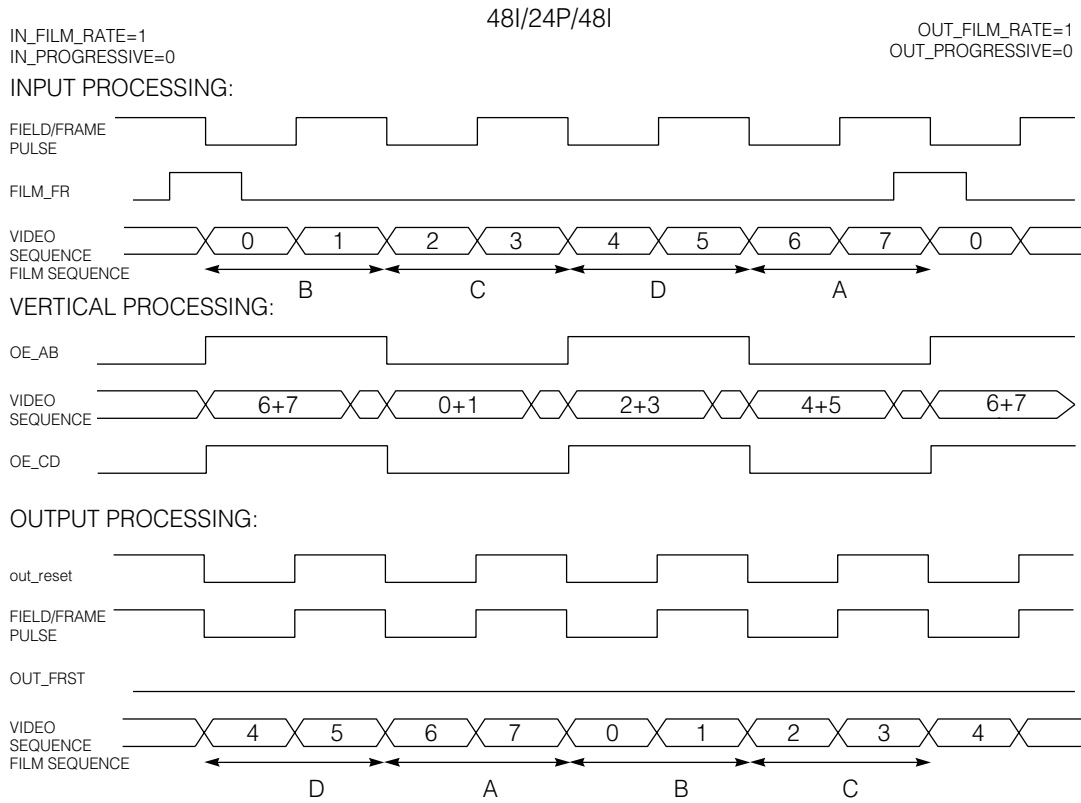 48I/24P/48I
IN_FILM_RATE=1
IN_PROGRESSIVE=0
OUT_FILM_RATE=1
OUT_PROGRESSIVE=0
INPUT PROCESSING:
FIELD/FRAME
PULSE
FILM_FR
VIDEO
SEQUENCE
0 1 2 3 4 5 6 7 0
FILM SEQUENCE
B C D A
VERTICAL PROCESSING:
OE_AB
VIDEO
SEQUENCE
6+7 0+1 2+3 4+5 6+7
OE_CD
OUTPUT PROCESSING:
out_reset
FIELD/FRAME
PULSE
OUT_FRST
VIDEO
SEQUENCE
4 5 6 7 0 1 2 3 4
FILM SEQUENCE
D A B C